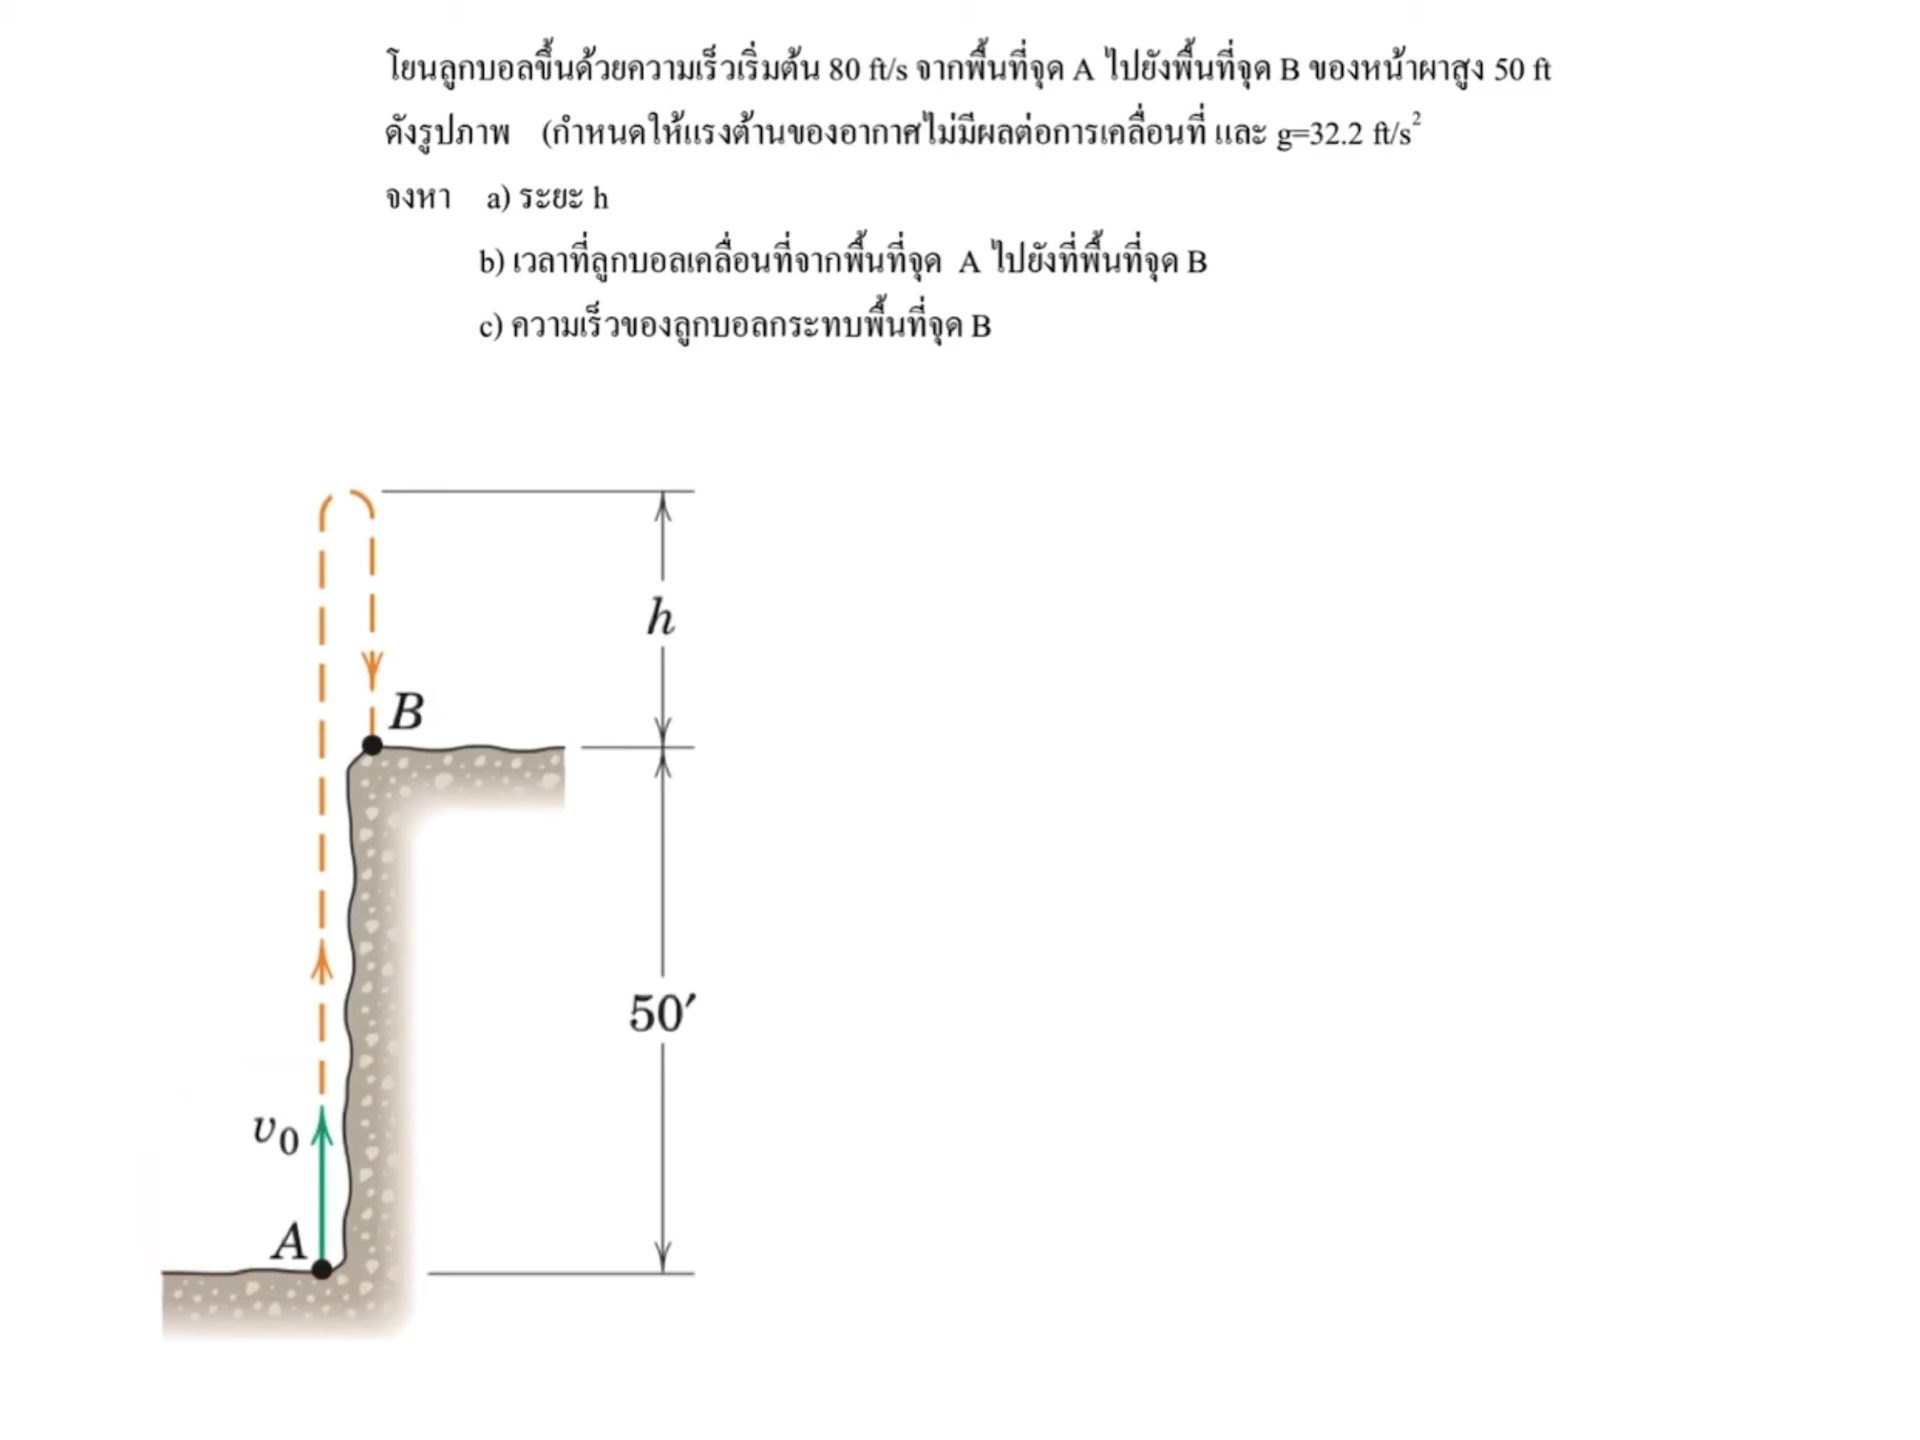 โยนลูกบอลขึ้นด้วยความเร็วเริ่มต้น 80 ft/s จากพื้นที่จุด A ไปยังพื้นที่จุด B ของหน้าผาสูง 50 ft
ดังรูปภาพ (กำหนดให้แรงต้านของอากาศไม่มีผลต่อการเคลื่อนที่ และ g=32.2 ft/s²
จงหา a) ระยะ h
b) เวลาที่ลูกบอลเคลื่อนที่จากพื้นที่จุด A ไปยังที่พื้นที่จุด B
c) ความเร็วของลูกบอลกระทบพื้นที่จุด B
h
B
50′
v₀
A